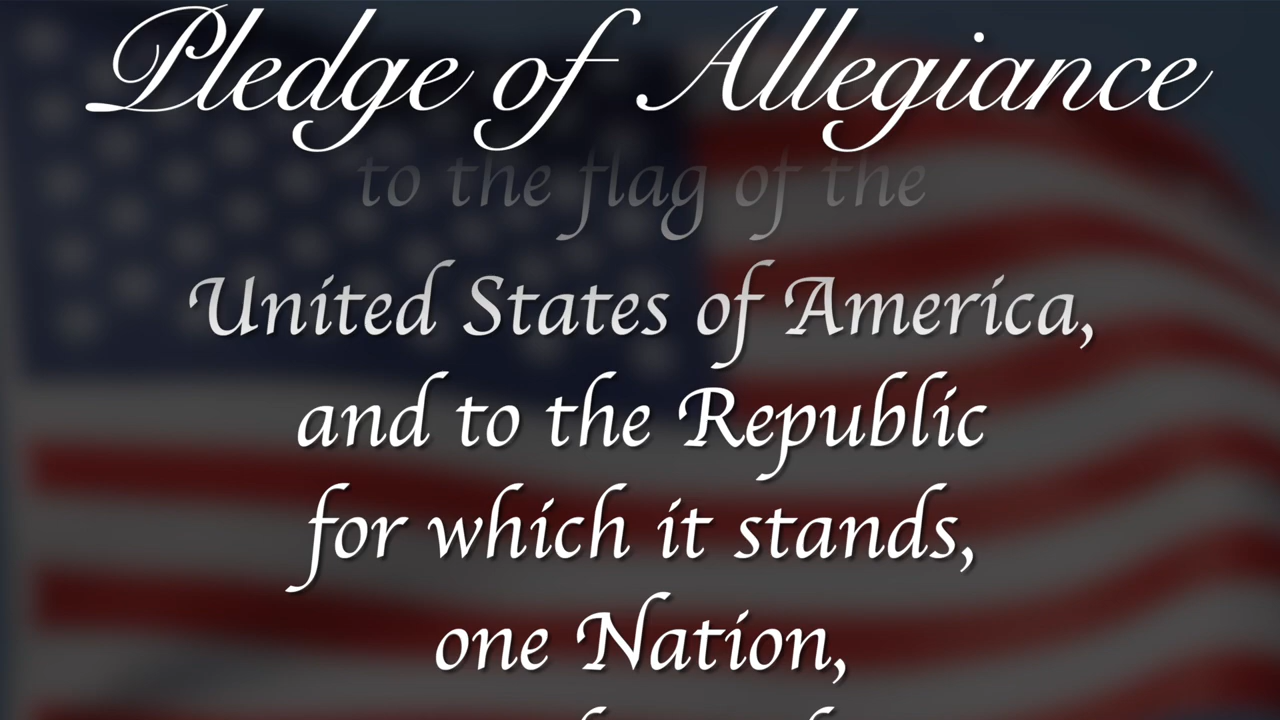 Pledge of Allegiance
to the flag of the
United States of America,
and to the Republic
for which it stands,
one Nation,